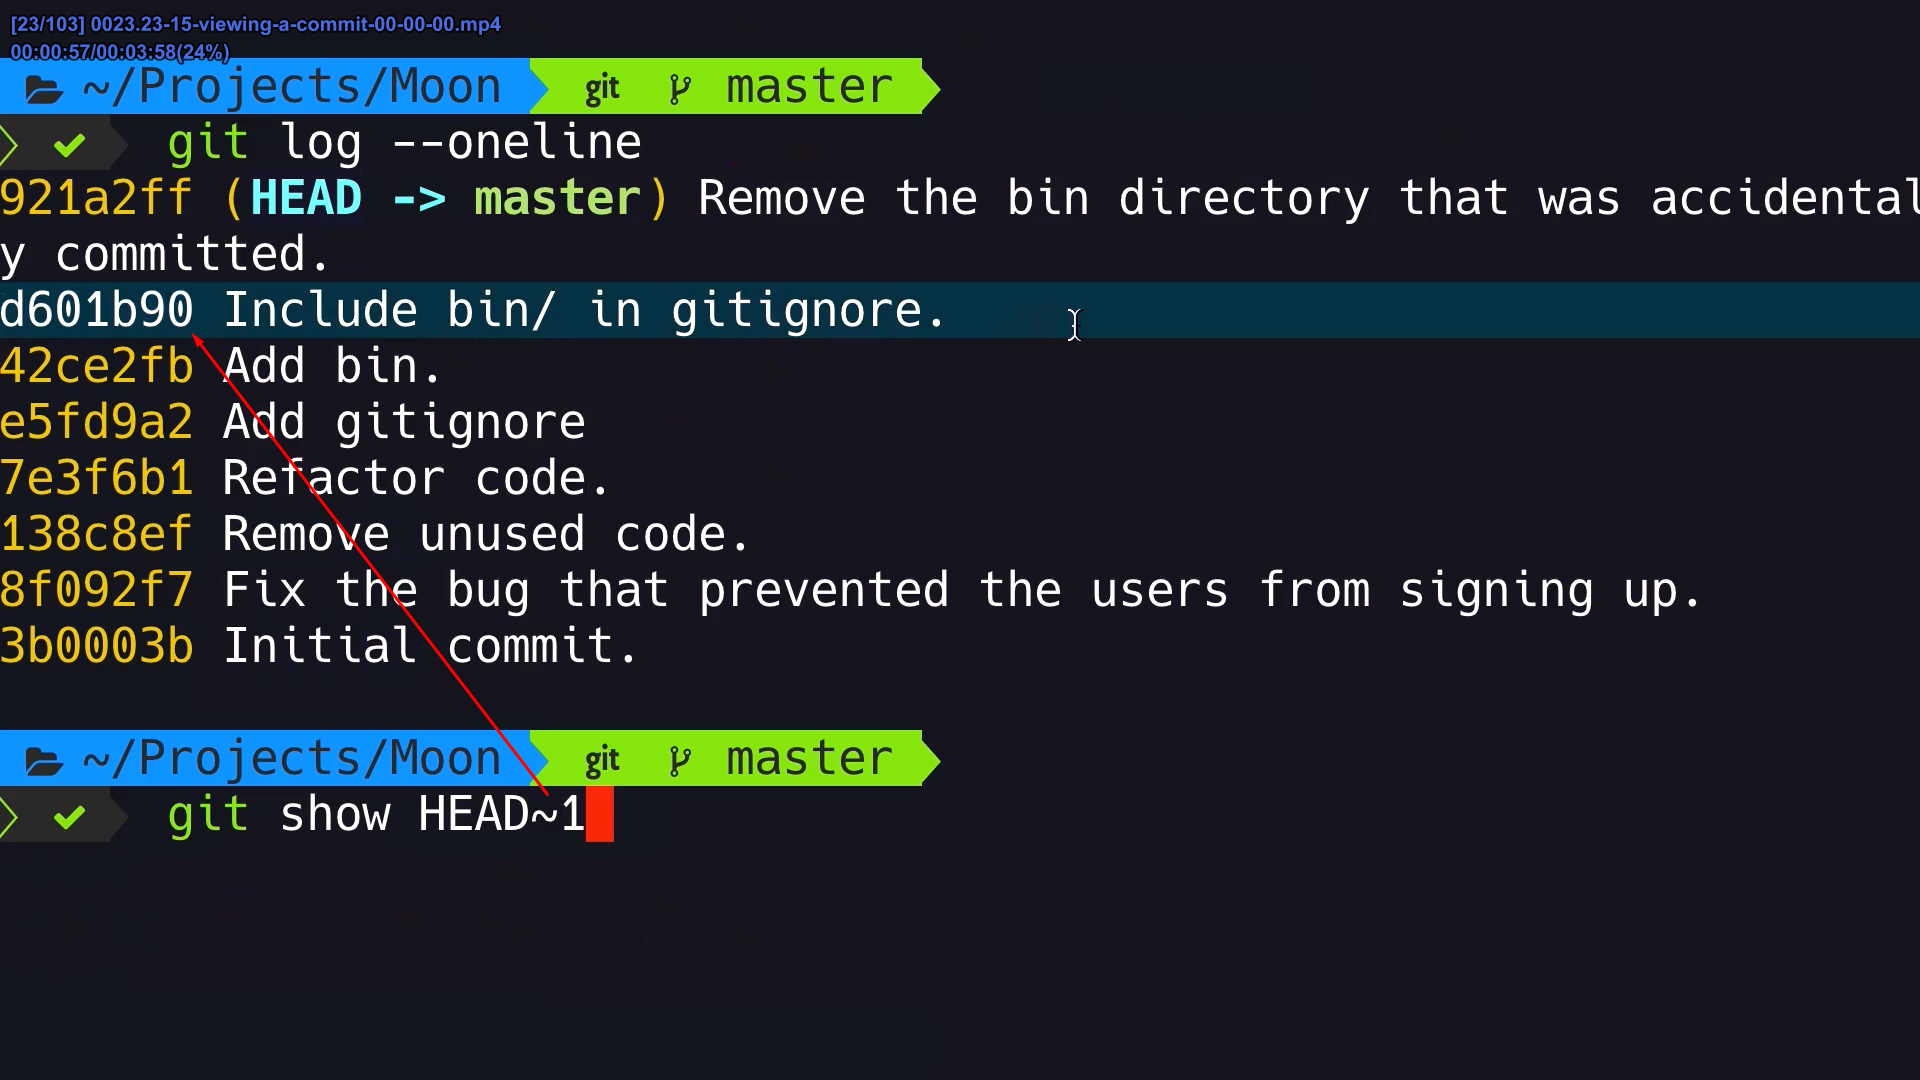 [23/103] 0023.23-15-viewing-a-commit-00-00-00.mp4
00:00:57/00:03:58(24%)
~/Projects/Moon git master
git log --oneline
921a2ff (HEAD -> master) Remove the bin directory that was accidental
y committed.
d601b90 Include bin/ in gitignore.
42ce2fb Add bin.
e5fd9a2 Add gitignore
7e3f6b1 Refactor code.
138c8ef Remove unused code.
8f092f7 Fix the bug that prevented the users from signing up.
3b0003b Initial commit.
~/Projects/Moon git master
git show HEAD~1